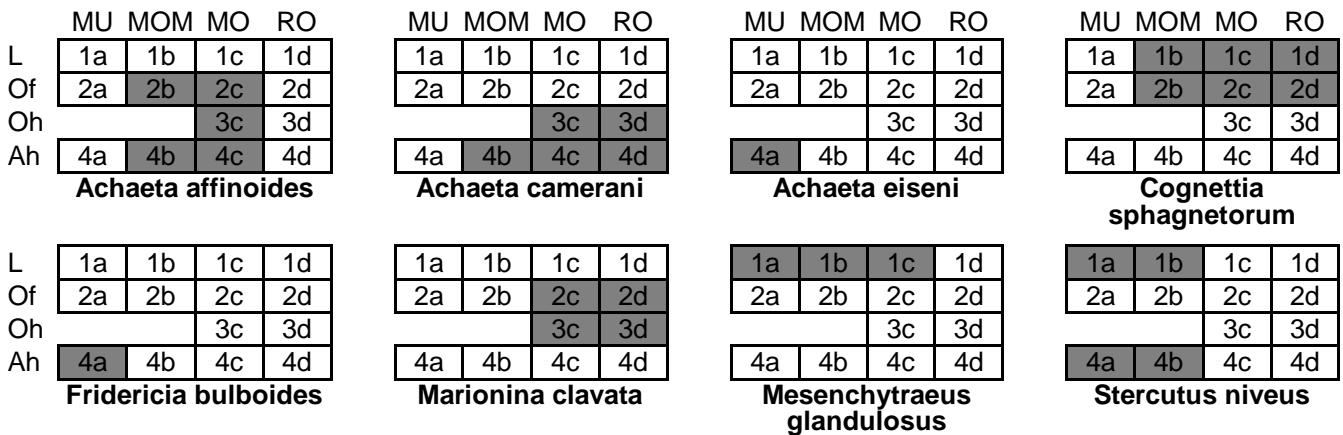 MU MOM MO RO MU MOM MO RO MU MOM MO RO MU MOM MO RO
L 1a 1b 1c 1d 1a 1b 1c 1d 1a 1b 1c 1d 1a 1b 1c 1d
Of 2a 2b 2c 2d 2a 2b 2c 2d 2a 2b 2c 2d 2a 2b 2c 2d
Oh 3c 3d 3c 3d 3c 3d 3c 3d
Ah 4a 4b 4c 4d 4a 4b 4c 4d 4a 4b 4c 4d 4a 4b 4c 4d
Achaeta affinoides Achaeta camerani Achaeta eiseni Cognettia
sphagnetorum
L 1a 1b 1c 1d 1a 1b 1c 1d 1a 1b 1c 1d 1a 1b 1c 1d
Of 2a 2b 2c 2d 2a 2b 2c 2d 2a 2b 2c 2d 2a 2b 2c 2d
Oh 3c 3d 3c 3d 3c 3d 3c 3d
Ah 4a 4b 4c 4d 4a 4b 4c 4d 4a 4b 4c 4d 4a 4b 4c 4d
Fridericia bulboides Marionina clavata Mesenchytraeus Stercutus niveus
glandulosus